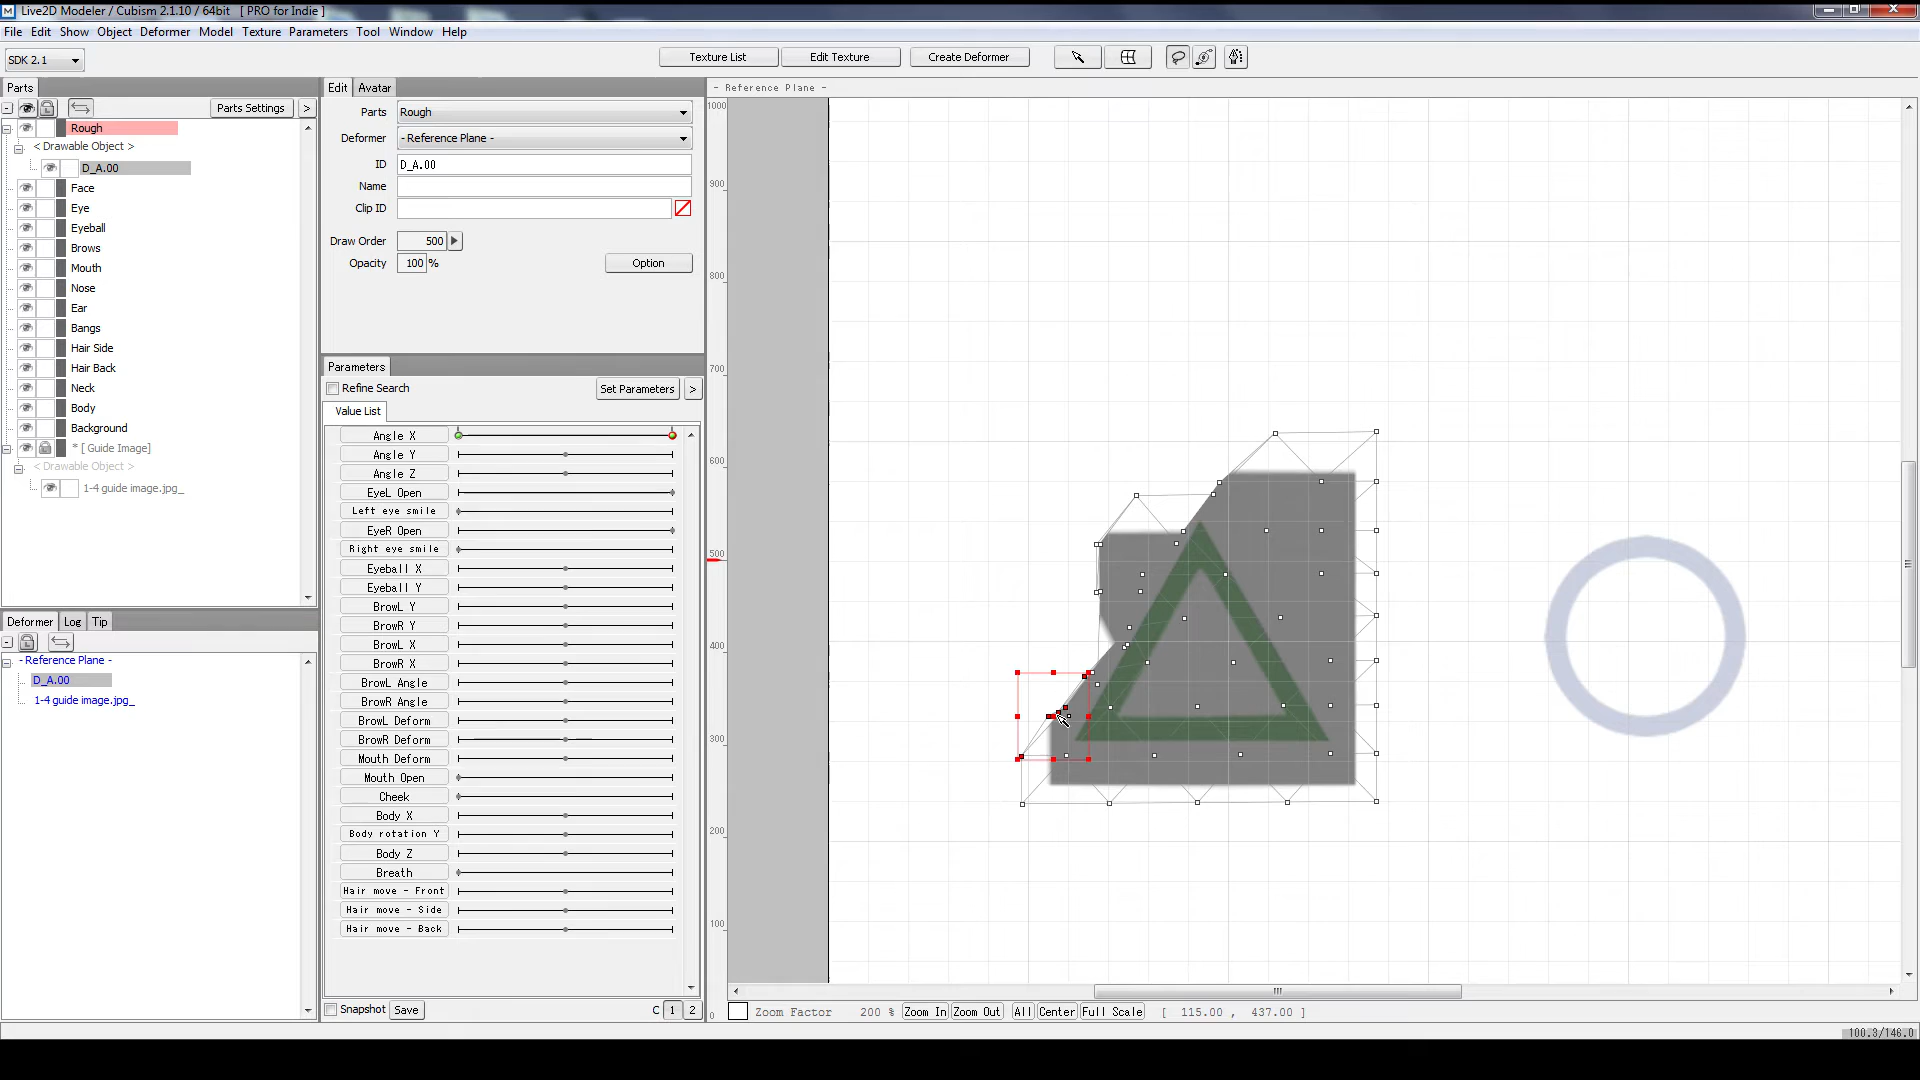 Live2D Modeler / Cubism 2.1.10 / 64bit    [ PRO for Indie ]
File Edit Show Object Deformer Model Texture Parameters Tool Window Help
SDK 2.1
Texture List
Edit Texture
Create Deformer
Parts
Parts Settings
>
Rough
< Drawable Object >
D_A.00
Face
Eye
Eyeball
Brows
Mouth
Nose
Ear
Bangs
Hair Side
Hair Back
Neck
Body
Background
* [ Guide Image]
< Drawable Object >
1-4 guide image.jpg_
Deformer Log Tip
- Reference Plane -
D_A.00
1-4 guide image.jpg_
Edit Avatar
Parts Rough
Deformer - Reference Plane -
ID D_A.00
Name
Clip ID
Draw Order 500
Opacity 100 %
Option
Parameters
Refine Search
Set Parameters
>
Value List
Angle X
Angle Y
Angle Z
EyeL Open
Left eye smile
EyeR Open
Right eye smile
Eyeball X
Eyeball Y
BrowL Y
BrowR Y
BrowL X
BrowR X
BrowL Angle
BrowR Angle
BrowL Deform
BrowR Deform
Mouth Deform
Mouth Open
Cheek
Body X
Body rotation Y
Body Z
Breath
Hair move - Front
Hair move - Side
Hair move - Back
Snapshot
Save
C 1 2
- Reference Plane -
1000
900
800
700
600
500
400
300
200
100
0
Zoom Factor 200 % Zoom In Zoom Out All Center Full Scale [ 115.00 , 437.00 ]
100.3/146.0